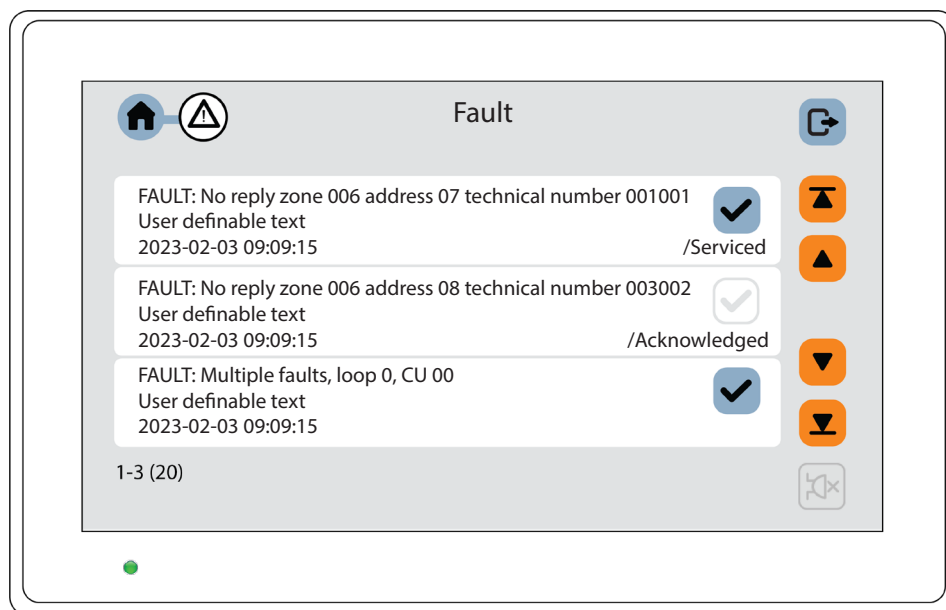 Fault
FAULT: No reply zone 006 address 07 technical number 001001
User definable text
2023-02-03 09:09:15
/Serviced
FAULT: No reply zone 006 address 08 technical number 003002
User definable text
2023-02-03 09:09:15
/Acknowledged
FAULT: Multiple faults, loop 0, CU 00
User definable text
2023-02-03 09:09:15
1-3 (20)